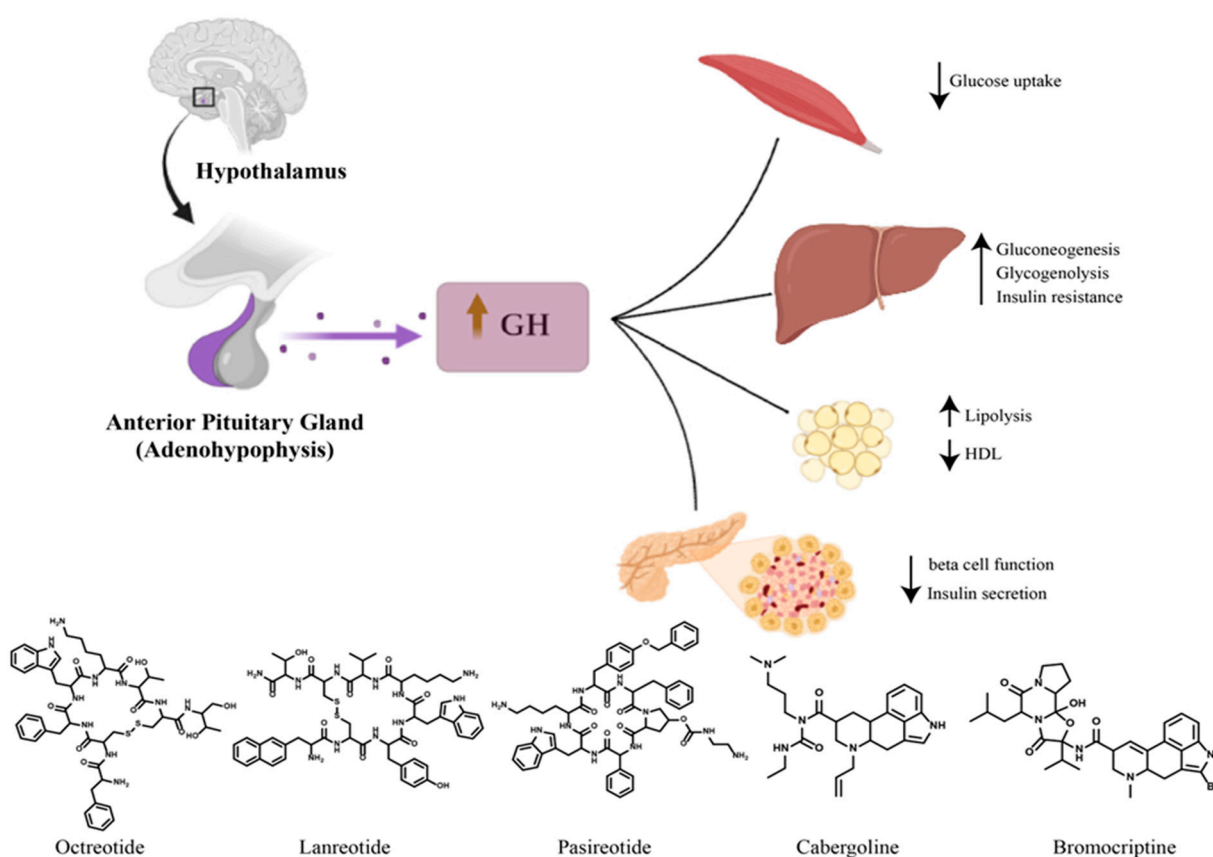 Hypothalamus
Anterior Pituitary Gland
(Adenohypophysis)
GH
Glucose uptake
Gluconeogenesis
Glycogenolysis
Insulin resistance
Lipolysis
HDL
beta cell function
Insulin secretion
Octreotide
Lanreotide
Pasireotide
Cabergoline
Bromocriptine